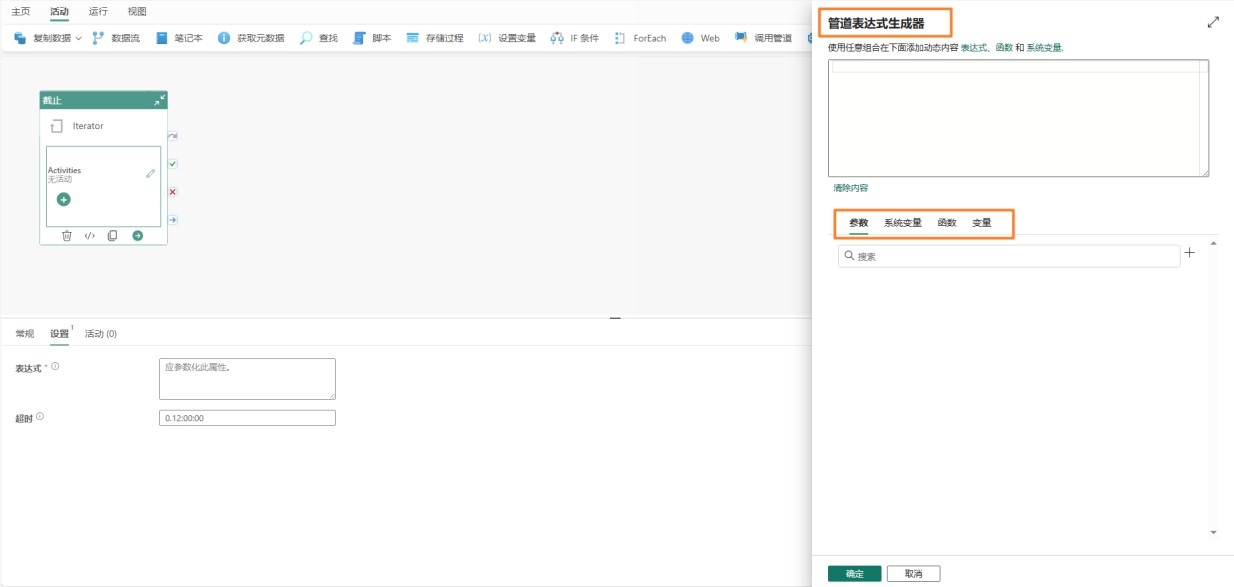 主页 活动 运行 视图
复制数据 数据流 笔记本 获取元数据 查找 脚本 存储过程 (x) 设置变量 IF 条件 ForEach Web 调用管道
截止
Iterator
Activities
无活动
常规 设置 1 活动 (0)
表达式 *
应参数化此属性。
超时
0.12:00:00
管道表达式生成器
使用任意组合在下面添加动态内容 表达式、函数 和 系统变量.
清除内容
参数 系统变量 函数 变量
搜索
确定 取消